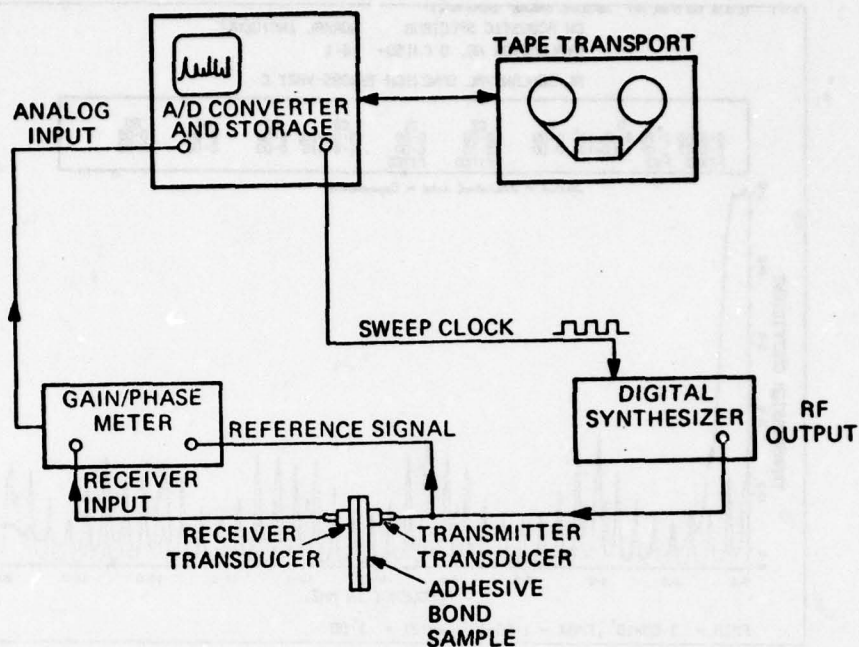 TAPE TRANSPORT
ANALOG
INPUT
A/D CONVERTER
AND STORAGE
SWEEP CLOCK
GAIN/PHASE
METER
REFERENCE SIGNAL
RECEIVER
INPUT
DIGITAL
SYNTHESIZER
RF
OUTPUT
RECEIVER
TRANSDUCER
TRANSMITTER
TRANSDUCER
ADHESIVE
BOND
SAMPLE